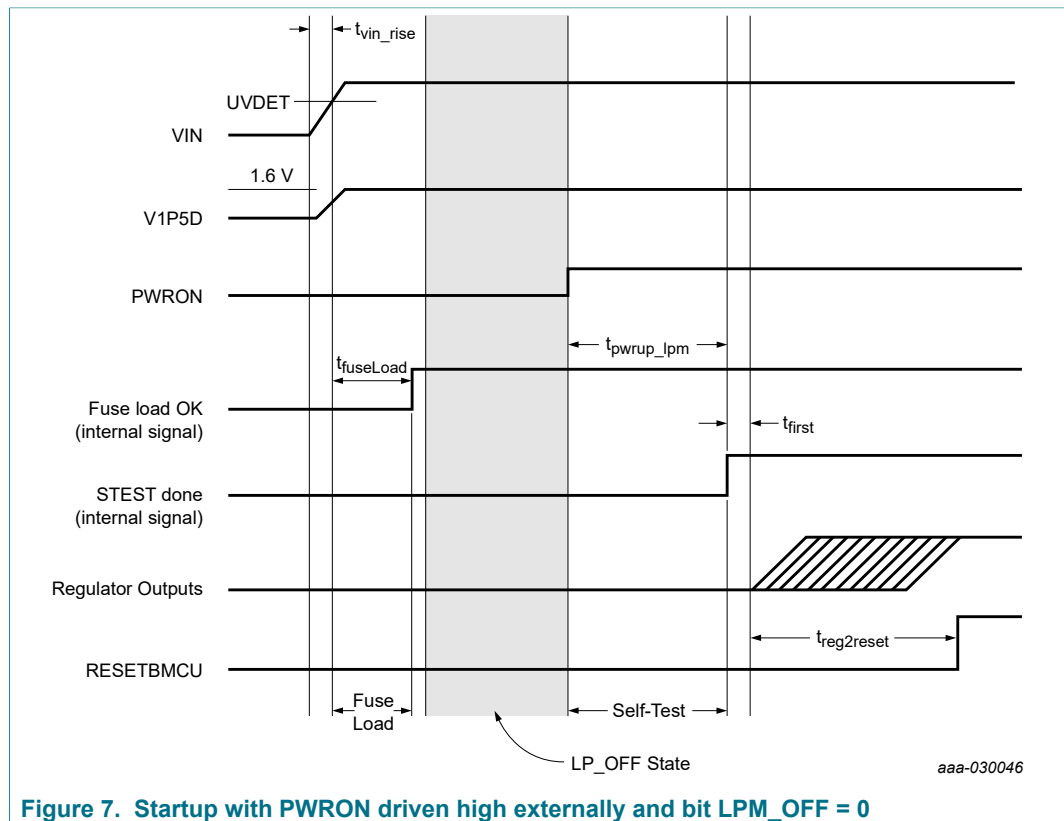 tvin_rise
UVDET
VIN
1.6 V
V1P5D
PWRON
tpwrup_lpm
tfuseLoad
Fuse load OK
(internal signal)
tfirst
STEST done
(internal signal)
Regulator Outputs
treg2reset
RESETBMCU
Fuse
Load
Self-Test
LP_OFF State
aaa-030046
Figure 7. Startup with PWRON driven high externally and bit LPM_OFF = 0